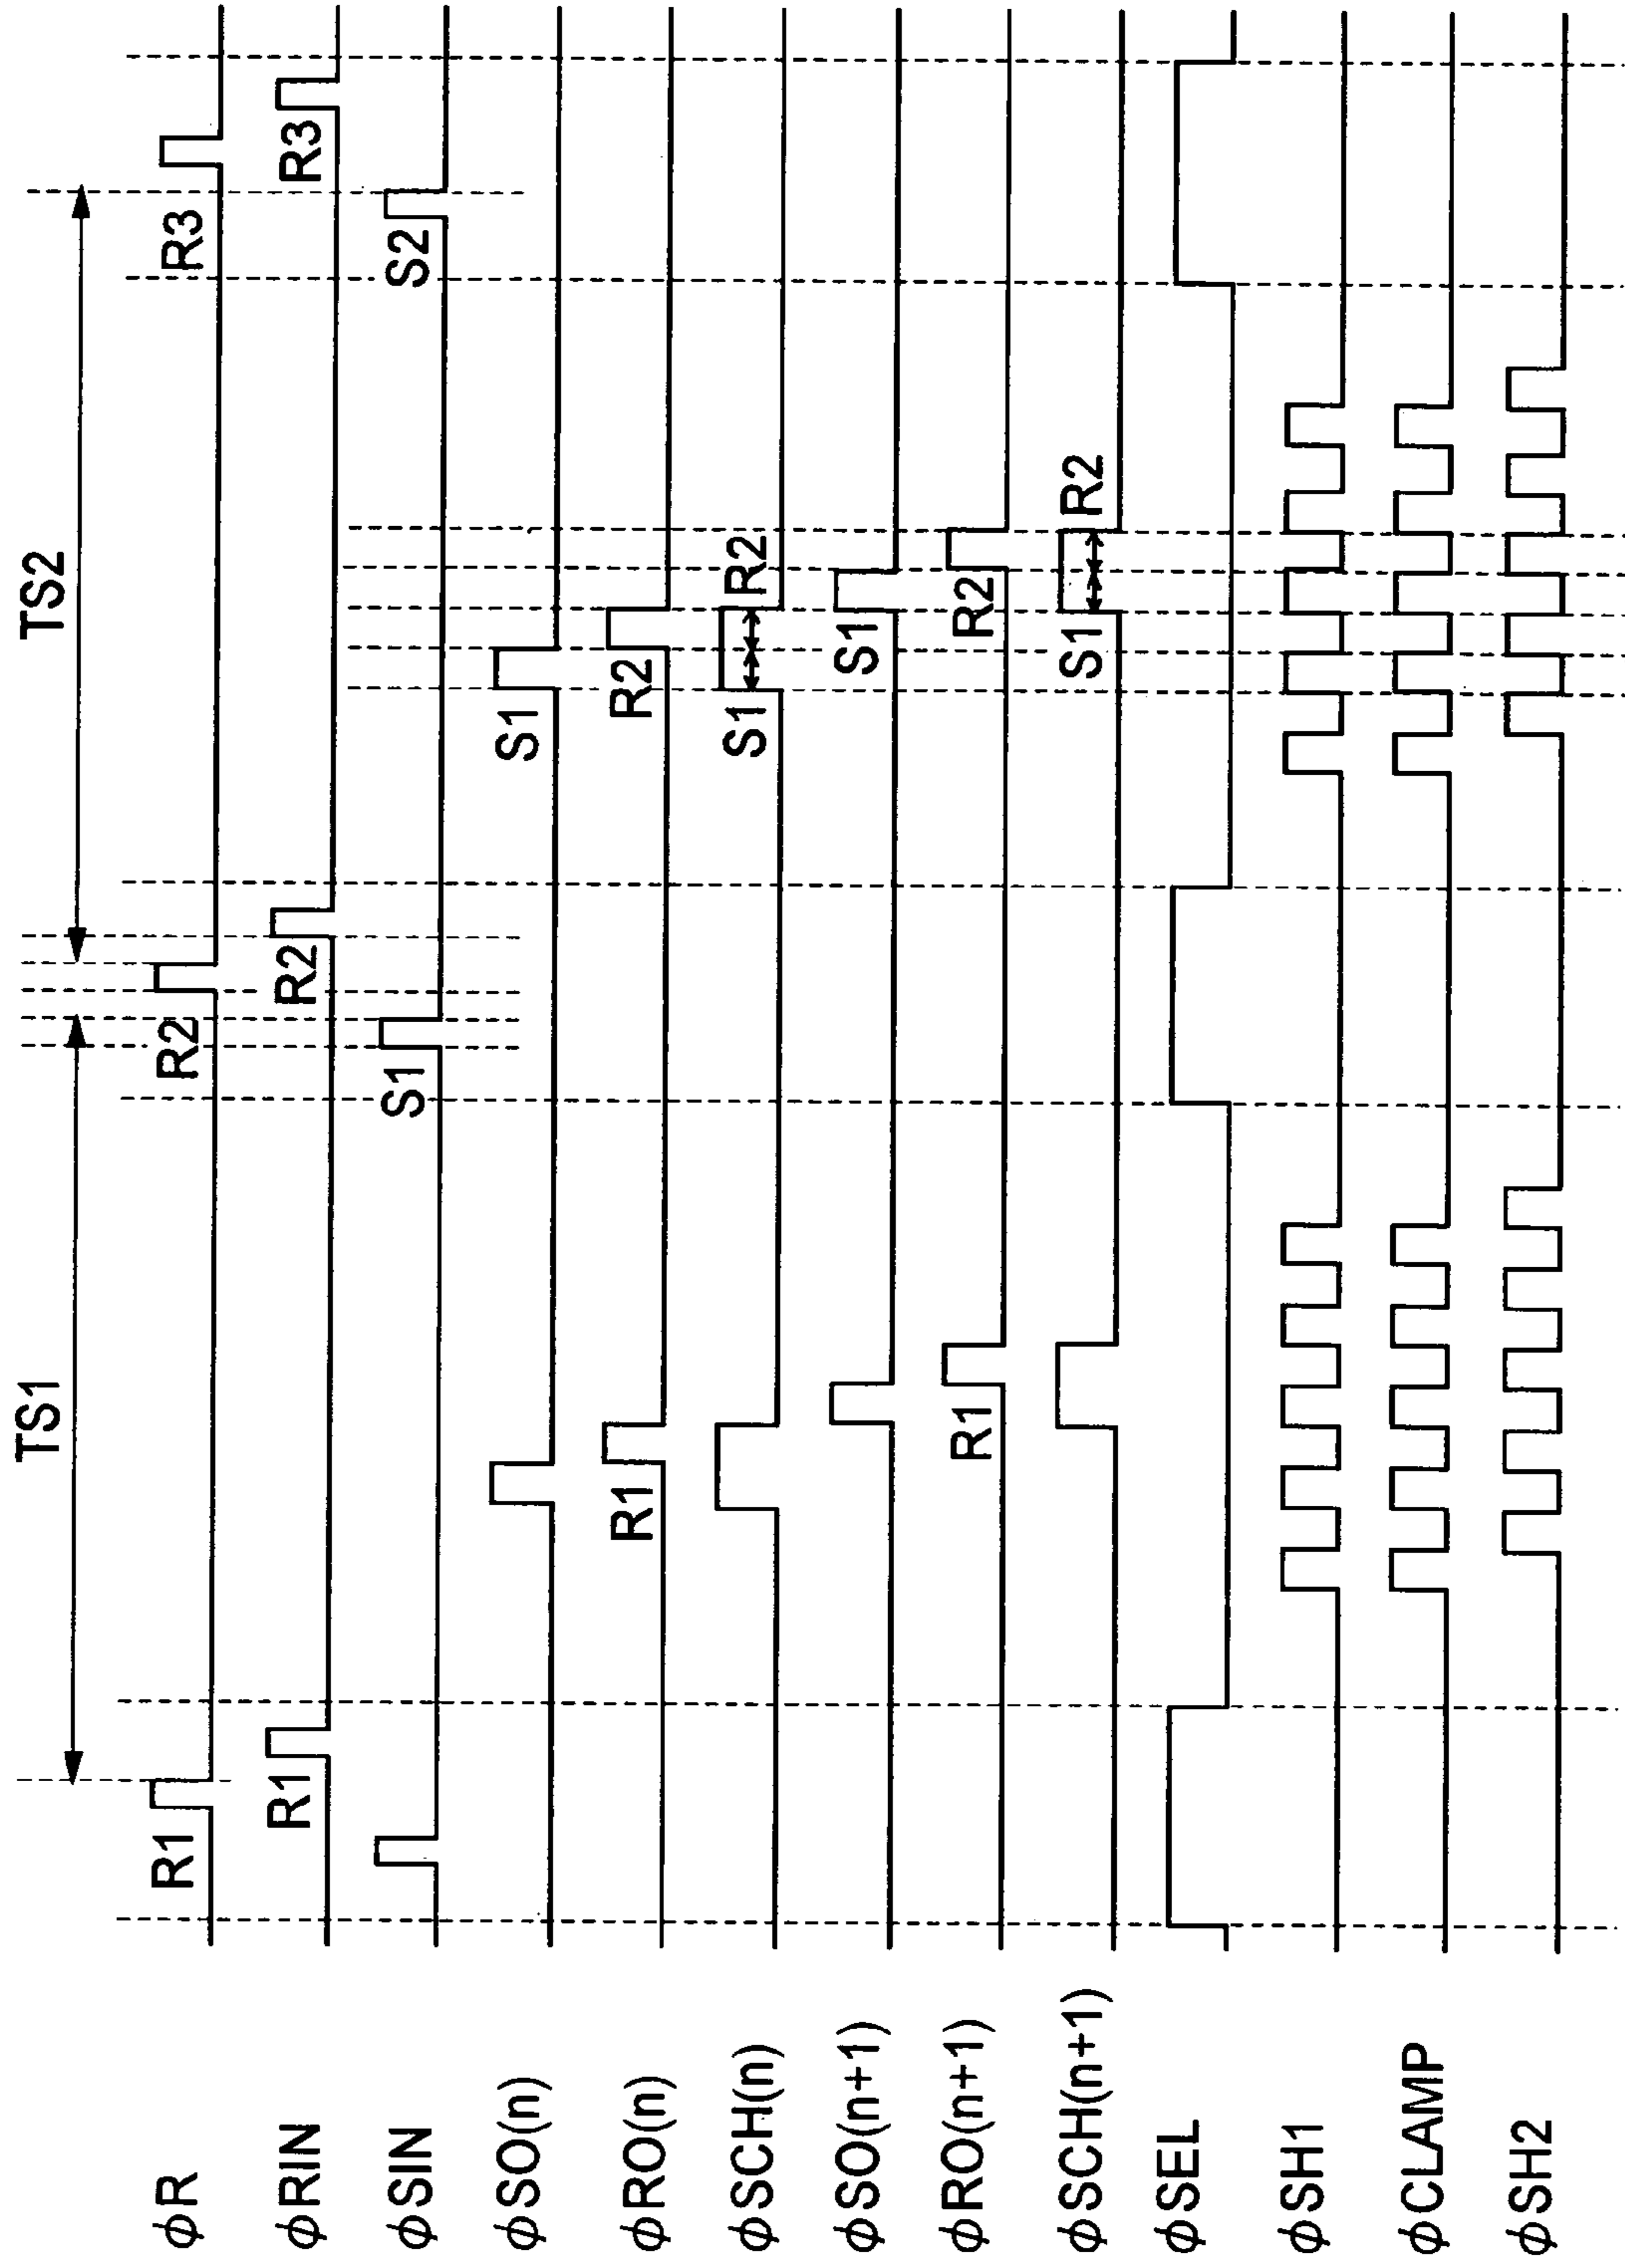 TS1 TS2
φR R1 R2 R3
φRIN R1 R2 R3
φSIN S1 S2
φSO(n) S1
φRO(n) R1 R2
φSCH(n) S1 R2
φSO(n+1) S1
φRO(n+1) R1 R2
φSCH(n+1) S1 R2
φSEL
φSH1
φCLAMP
φSH2